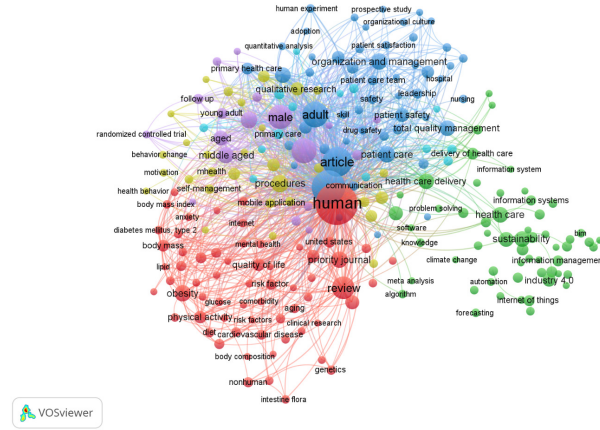 human experiment
prospective study
organizational culture
adoption
quantitative analysis
patient satisfaction
organization and management
primary health care
hospital
patient care team
qualitative research
leadership
nursing
follow up
safety
young adult
male
adult
skill
patient safety
randomized controlled trial
primary care
drug safety
total quality management
aged
behavior change
middle aged
article
patient care
delivery of health care
motivation
mhealth
information system
health behavior
self-management
procedures
communication
health care delivery
body mass index
mobile application
human
information systems
anxiety
internet
problem solving
health care
diabetes mellitus, type 2
software
bim
body mass
mental health
united states
knowledge
sustainability
lipid
quality of life
priority journal
climate change
information management
obesity
risk factor
review
meta analysis
automation
industry 4.0
glucose
comorbidity
algorithm
internet of things
physical activity
risk factors
aging
forecasting
diet
cardiovascular disease
clinical research
body composition
nonhuman
genetics
intestine flora
VOSviewer